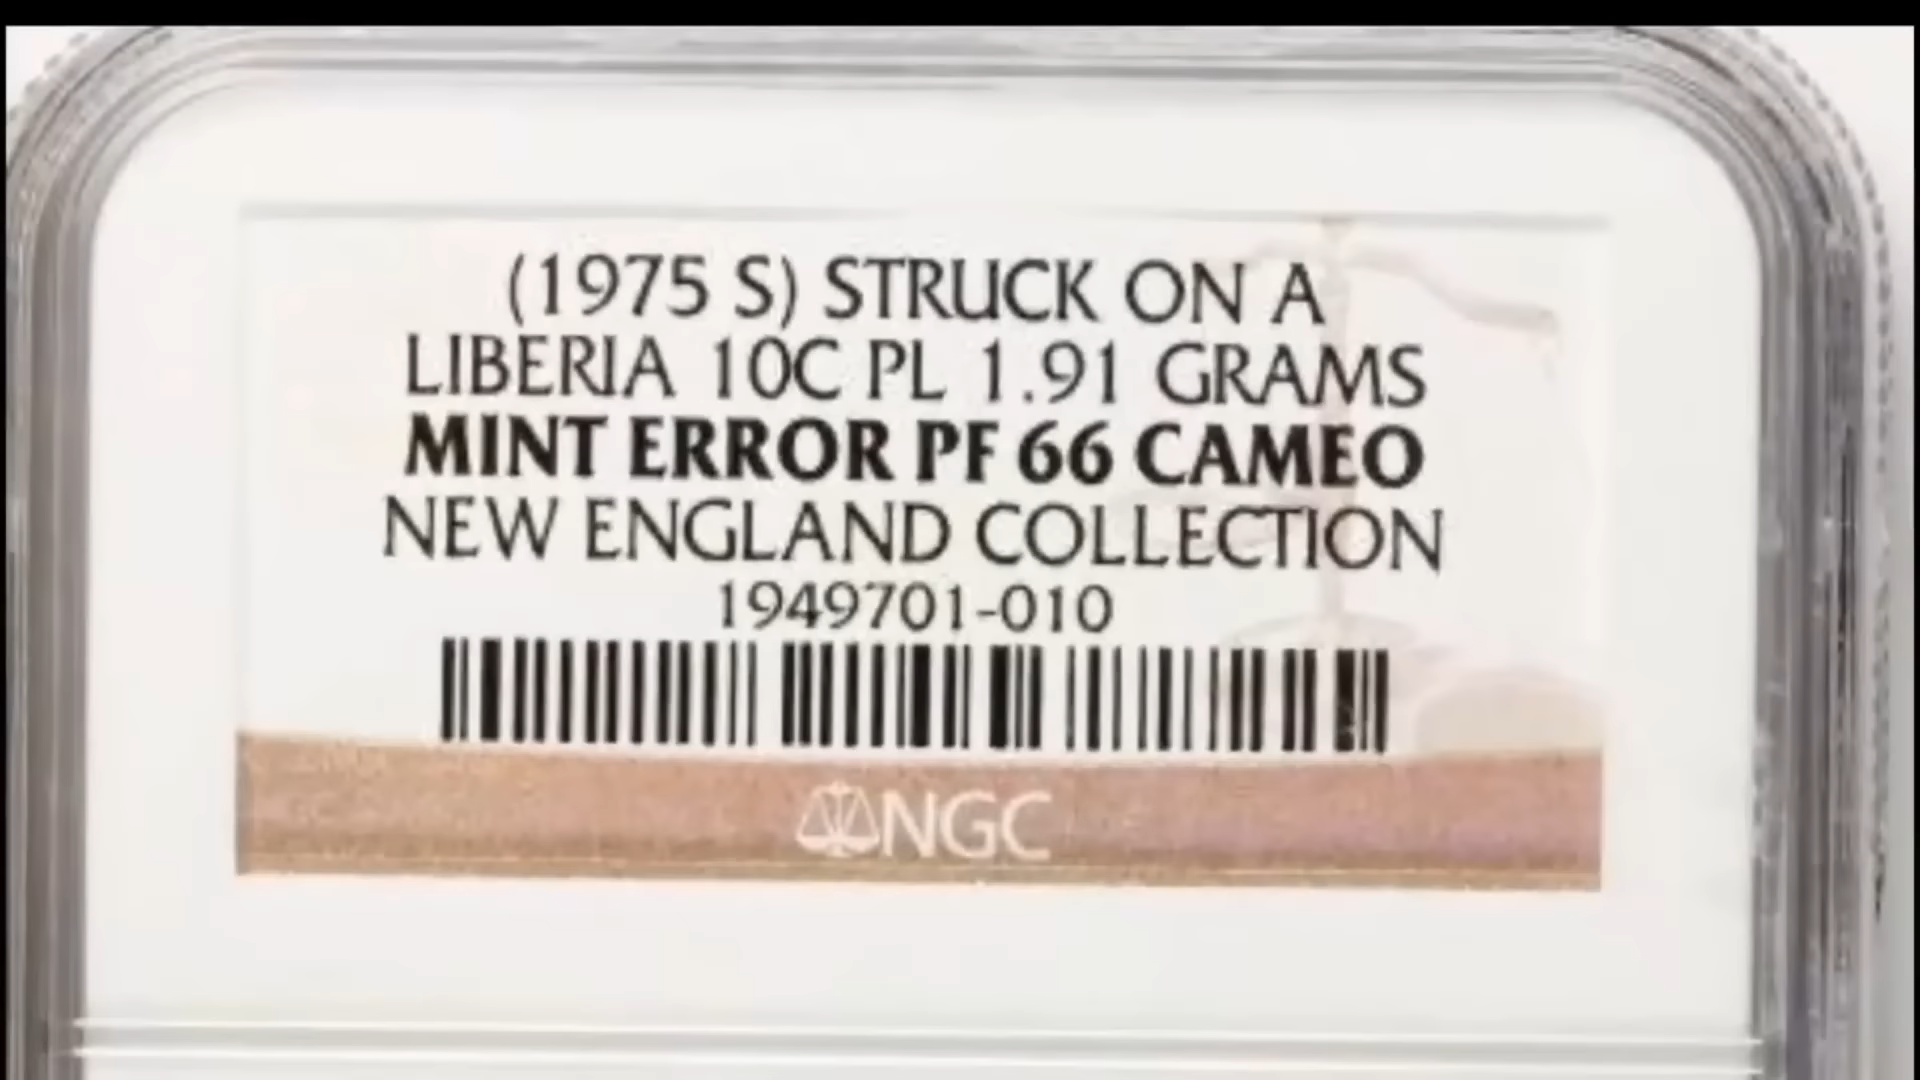 (1975 S) STRUCK ON A
LIBERIA 10C PL 1.91 GRAMS
MINT ERROR PF 66 CAMEO
NEW ENGLAND COLLECTION
1949701-010
NGC